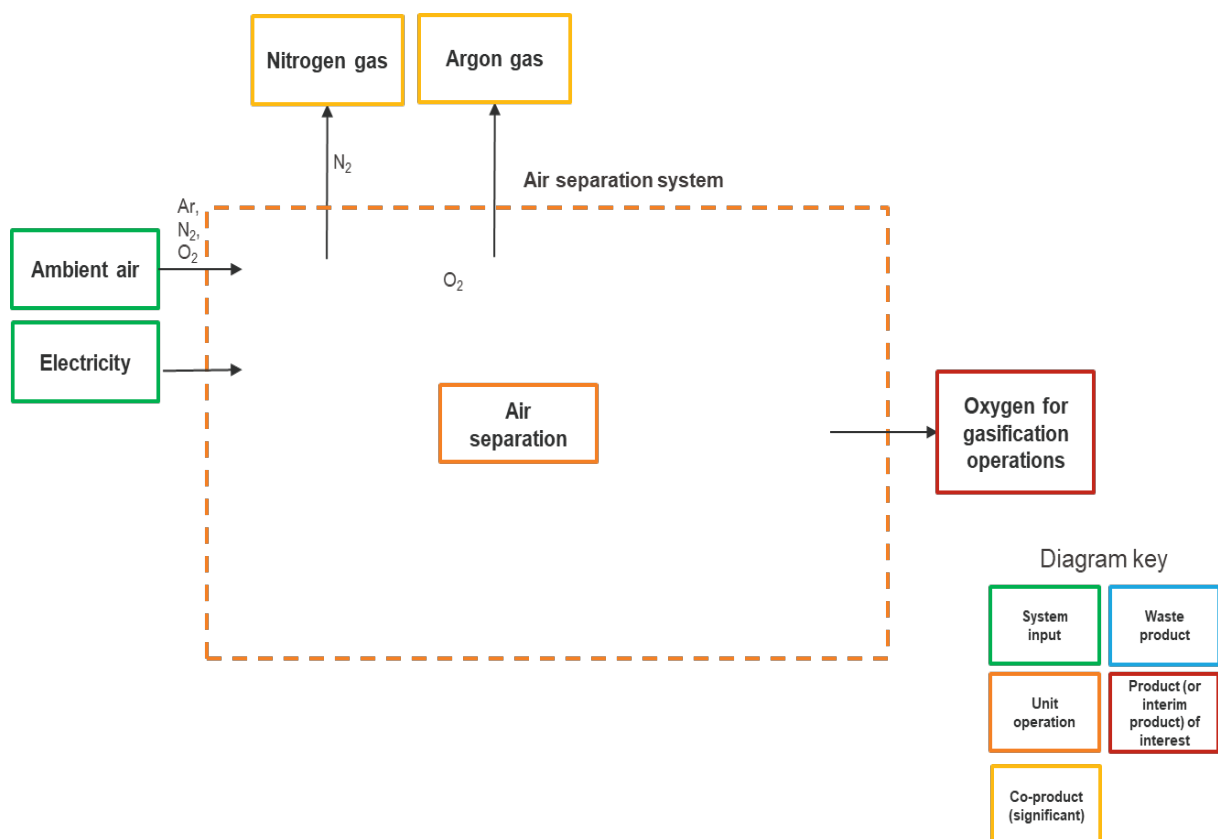 Nitrogen gas
Argon gas
N₂
Air separation system
Ar,
N₂,
O₂
Ambient air
O₂
Electricity
Air
separation
Oxygen for
gasification
operations
Diagram key
System
input
Waste
product
Unit
operation
Product (or
interim
product) of
interest
Co-product
(significant)